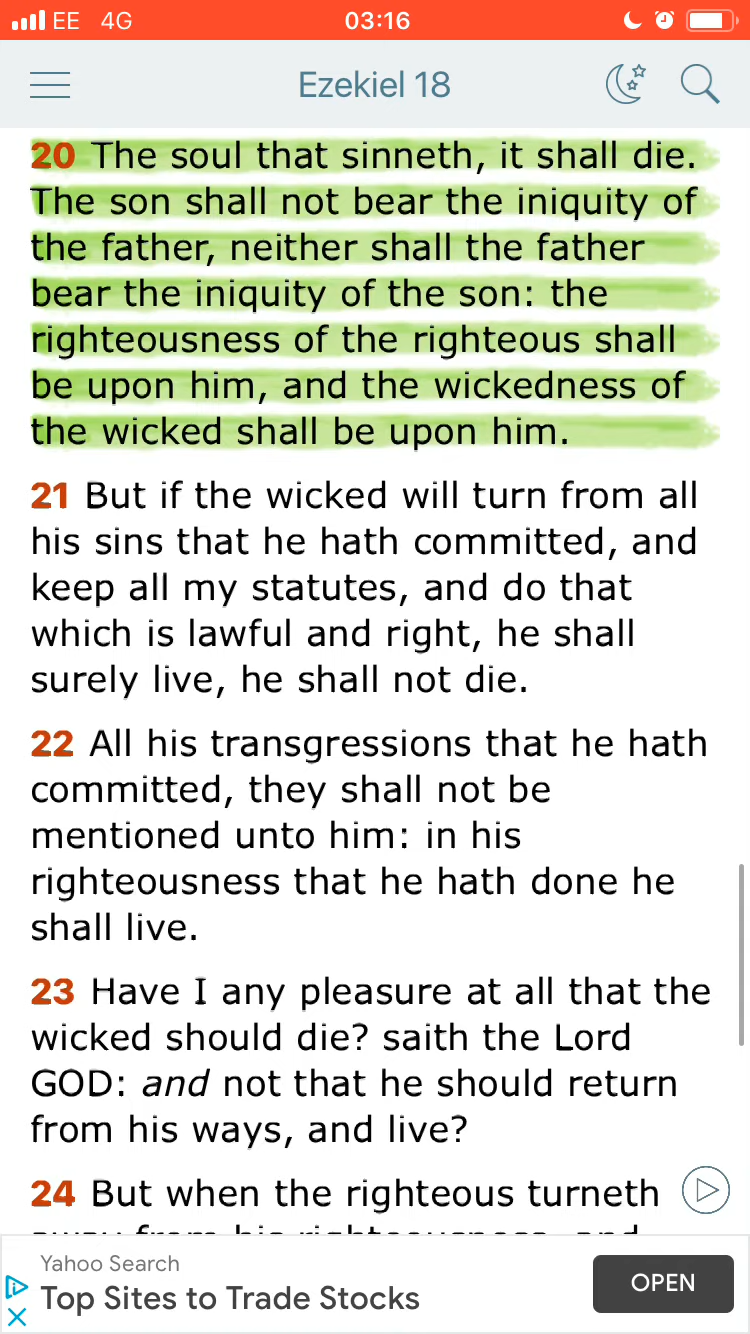 EE 4G 03:16
Ezekiel 18
20 The soul that sinneth, it shall die.
The son shall not bear the iniquity of
the father, neither shall the father
bear the iniquity of the son: the
righteousness of the righteous shall
be upon him, and the wickedness of
the wicked shall be upon him.
21 But if the wicked will turn from all
his sins that he hath committed, and
keep all my statutes, and do that
which is lawful and right, he shall
surely live, he shall not die.
22 All his transgressions that he hath
committed, they shall not be
mentioned unto him: in his
righteousness that he hath done he
shall live.
23 Have I any pleasure at all that the
wicked should die? saith the Lord
GOD: and not that he should return
from his ways, and live?
24 But when the righteous turneth
away from his righteousness, and
Yahoo Search
Top Sites to Trade Stocks
OPEN